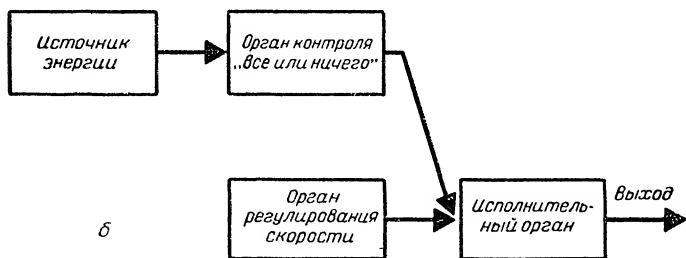 Источник
энергии
Орган контроля
„все или ничего”
Орган
регулирования
скорости
Исполнитель-
ный орган
Выход
б